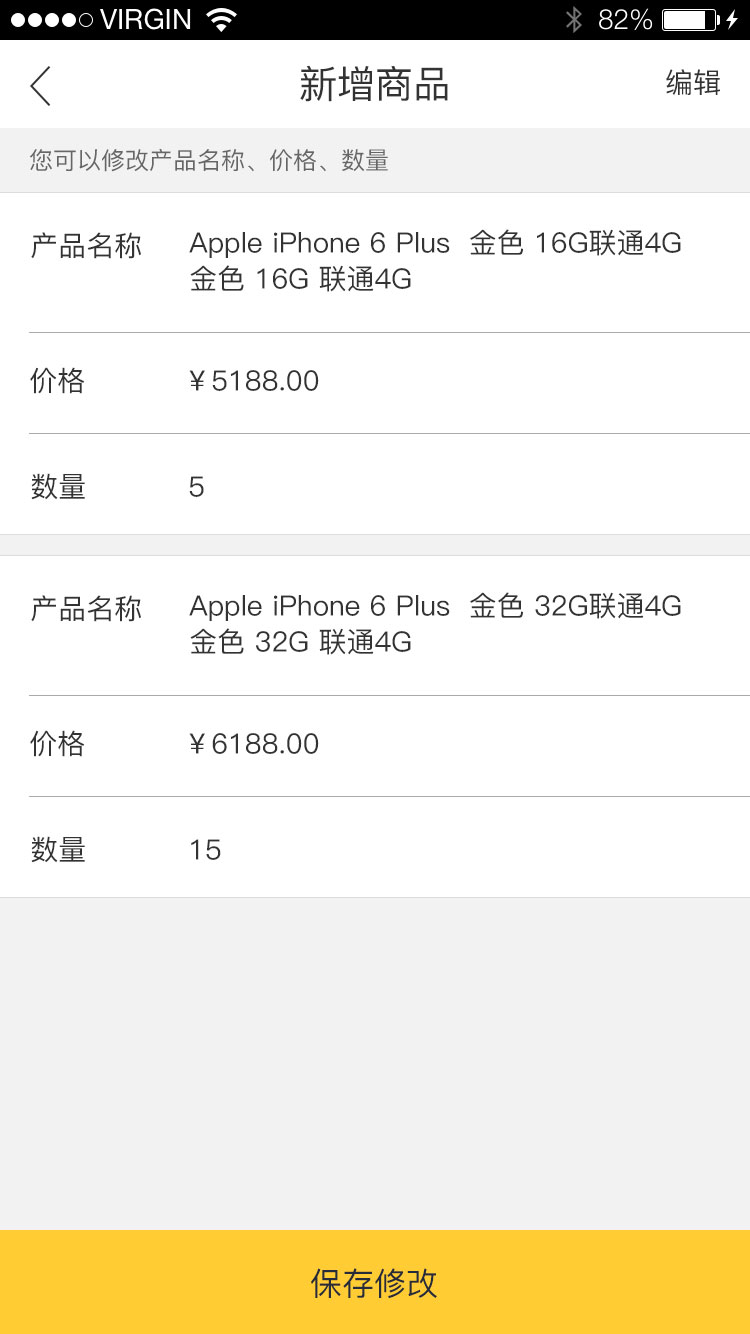 VIRGIN 82%
新增商品 编辑
您可以修改产品名称、价格、数量
产品名称 Apple iPhone 6 Plus 金色 16G联通4G
金色 16G 联通4G
价格 ¥5188.00
数量 5
产品名称 Apple iPhone 6 Plus 金色 32G联通4G
金色 32G 联通4G
价格 ¥6188.00
数量 15
保存修改